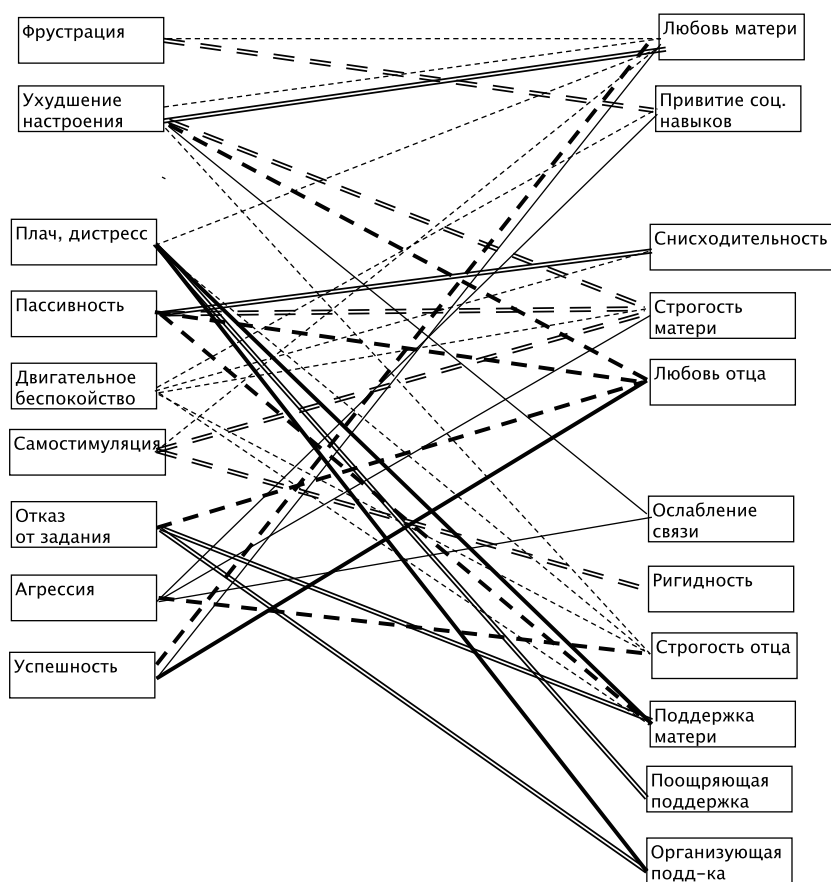 Фрустрация
Ухудшение
настроения
Плач, дистресс
Пассивность
Двигательное
беспокойство
Самостимуляция
Отказ
от задания
Агрессия
Успешность
Любовь матери
Привитие соц.
навыков
Снисходительность
Строгость
матери
Любовь отца
Ослабление
связи
Ригидность
Строгость отца
Поддержка
матери
Поощряющая
поддержка
Организующая
подд-ка